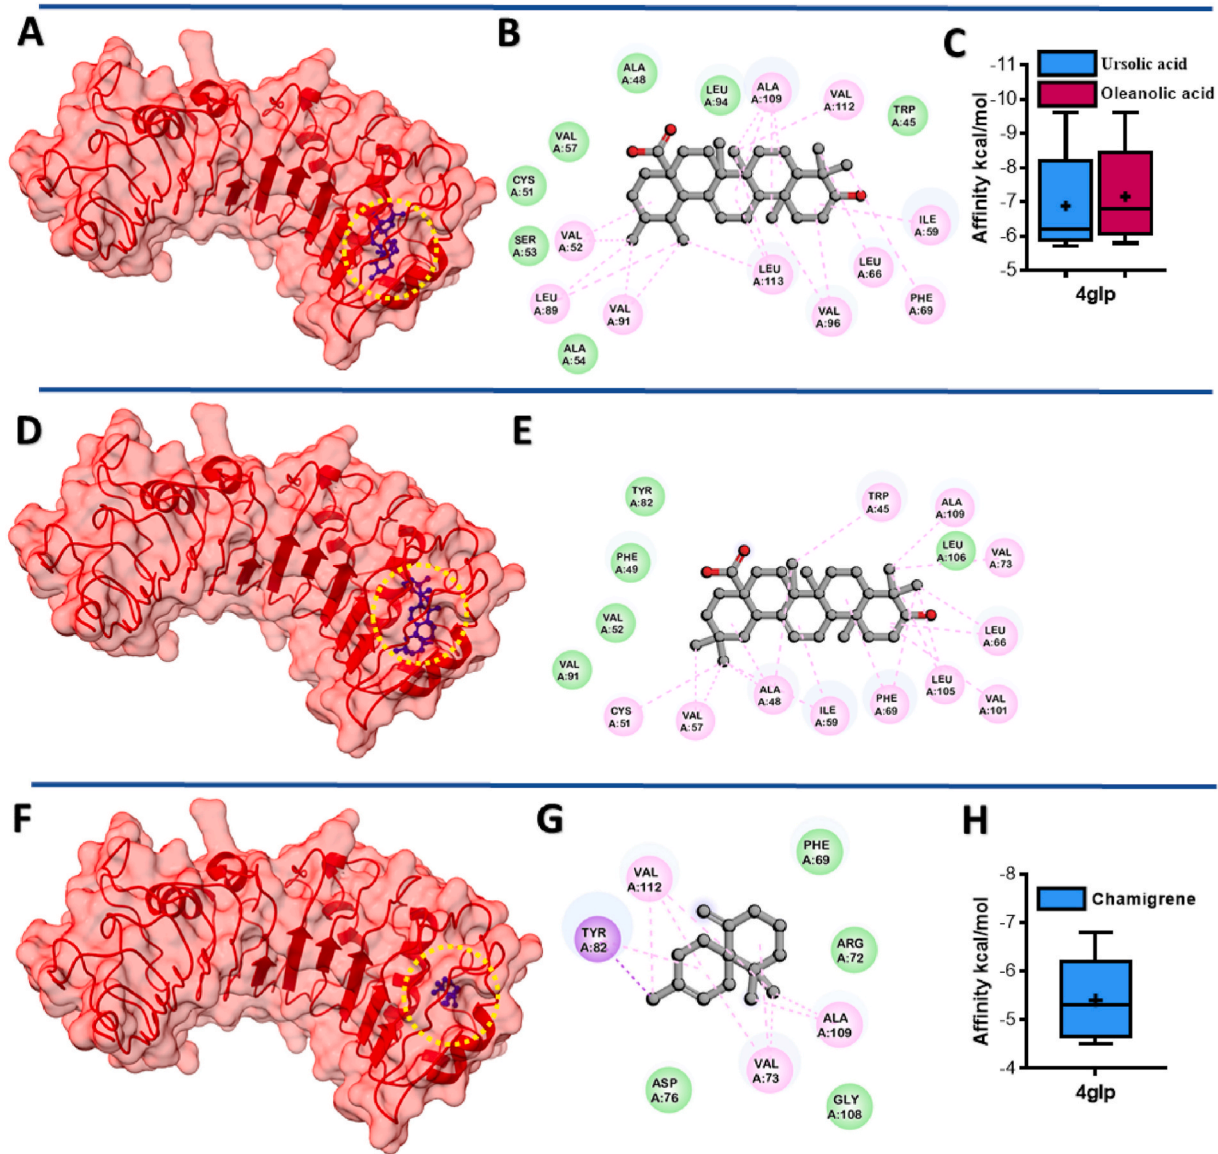 A
B
C
ALA
A:48
LEU
A:94
ALA
A:109
VAL
A:112
TRP
A:45
VAL
A:57
CYS
A:51
SER
A:53
VAL
A:52
ILE
A:59
LEU
A:66
LEU
A:113
PHE
A:69
LEU
A:89
VAL
A:91
VAL
A:96
ALA
A:54
Ursolic acid
Oleanolic acid
Affinity kcal/mol
-11
-10
-9
-8
-7
-6
-5
4glp
D
E
TYR
A:82
TRP
A:45
ALA
A:109
PHE
A:49
LEU
A:106
VAL
A:73
VAL
A:52
LEU
A:66
VAL
A:91
CYS
A:51
VAL
A:57
ALA
A:48
ILE
A:59
PHE
A:69
LEU
A:105
VAL
A:101
F
G
H
PHE
A:69
VAL
A:112
TYR
A:82
ARG
A:72
ALA
A:109
VAL
A:73
ASP
A:76
GLY
A:108
Chamigrene
Affinity kcal/mol
-8
-7
-6
-5
-4
4glp